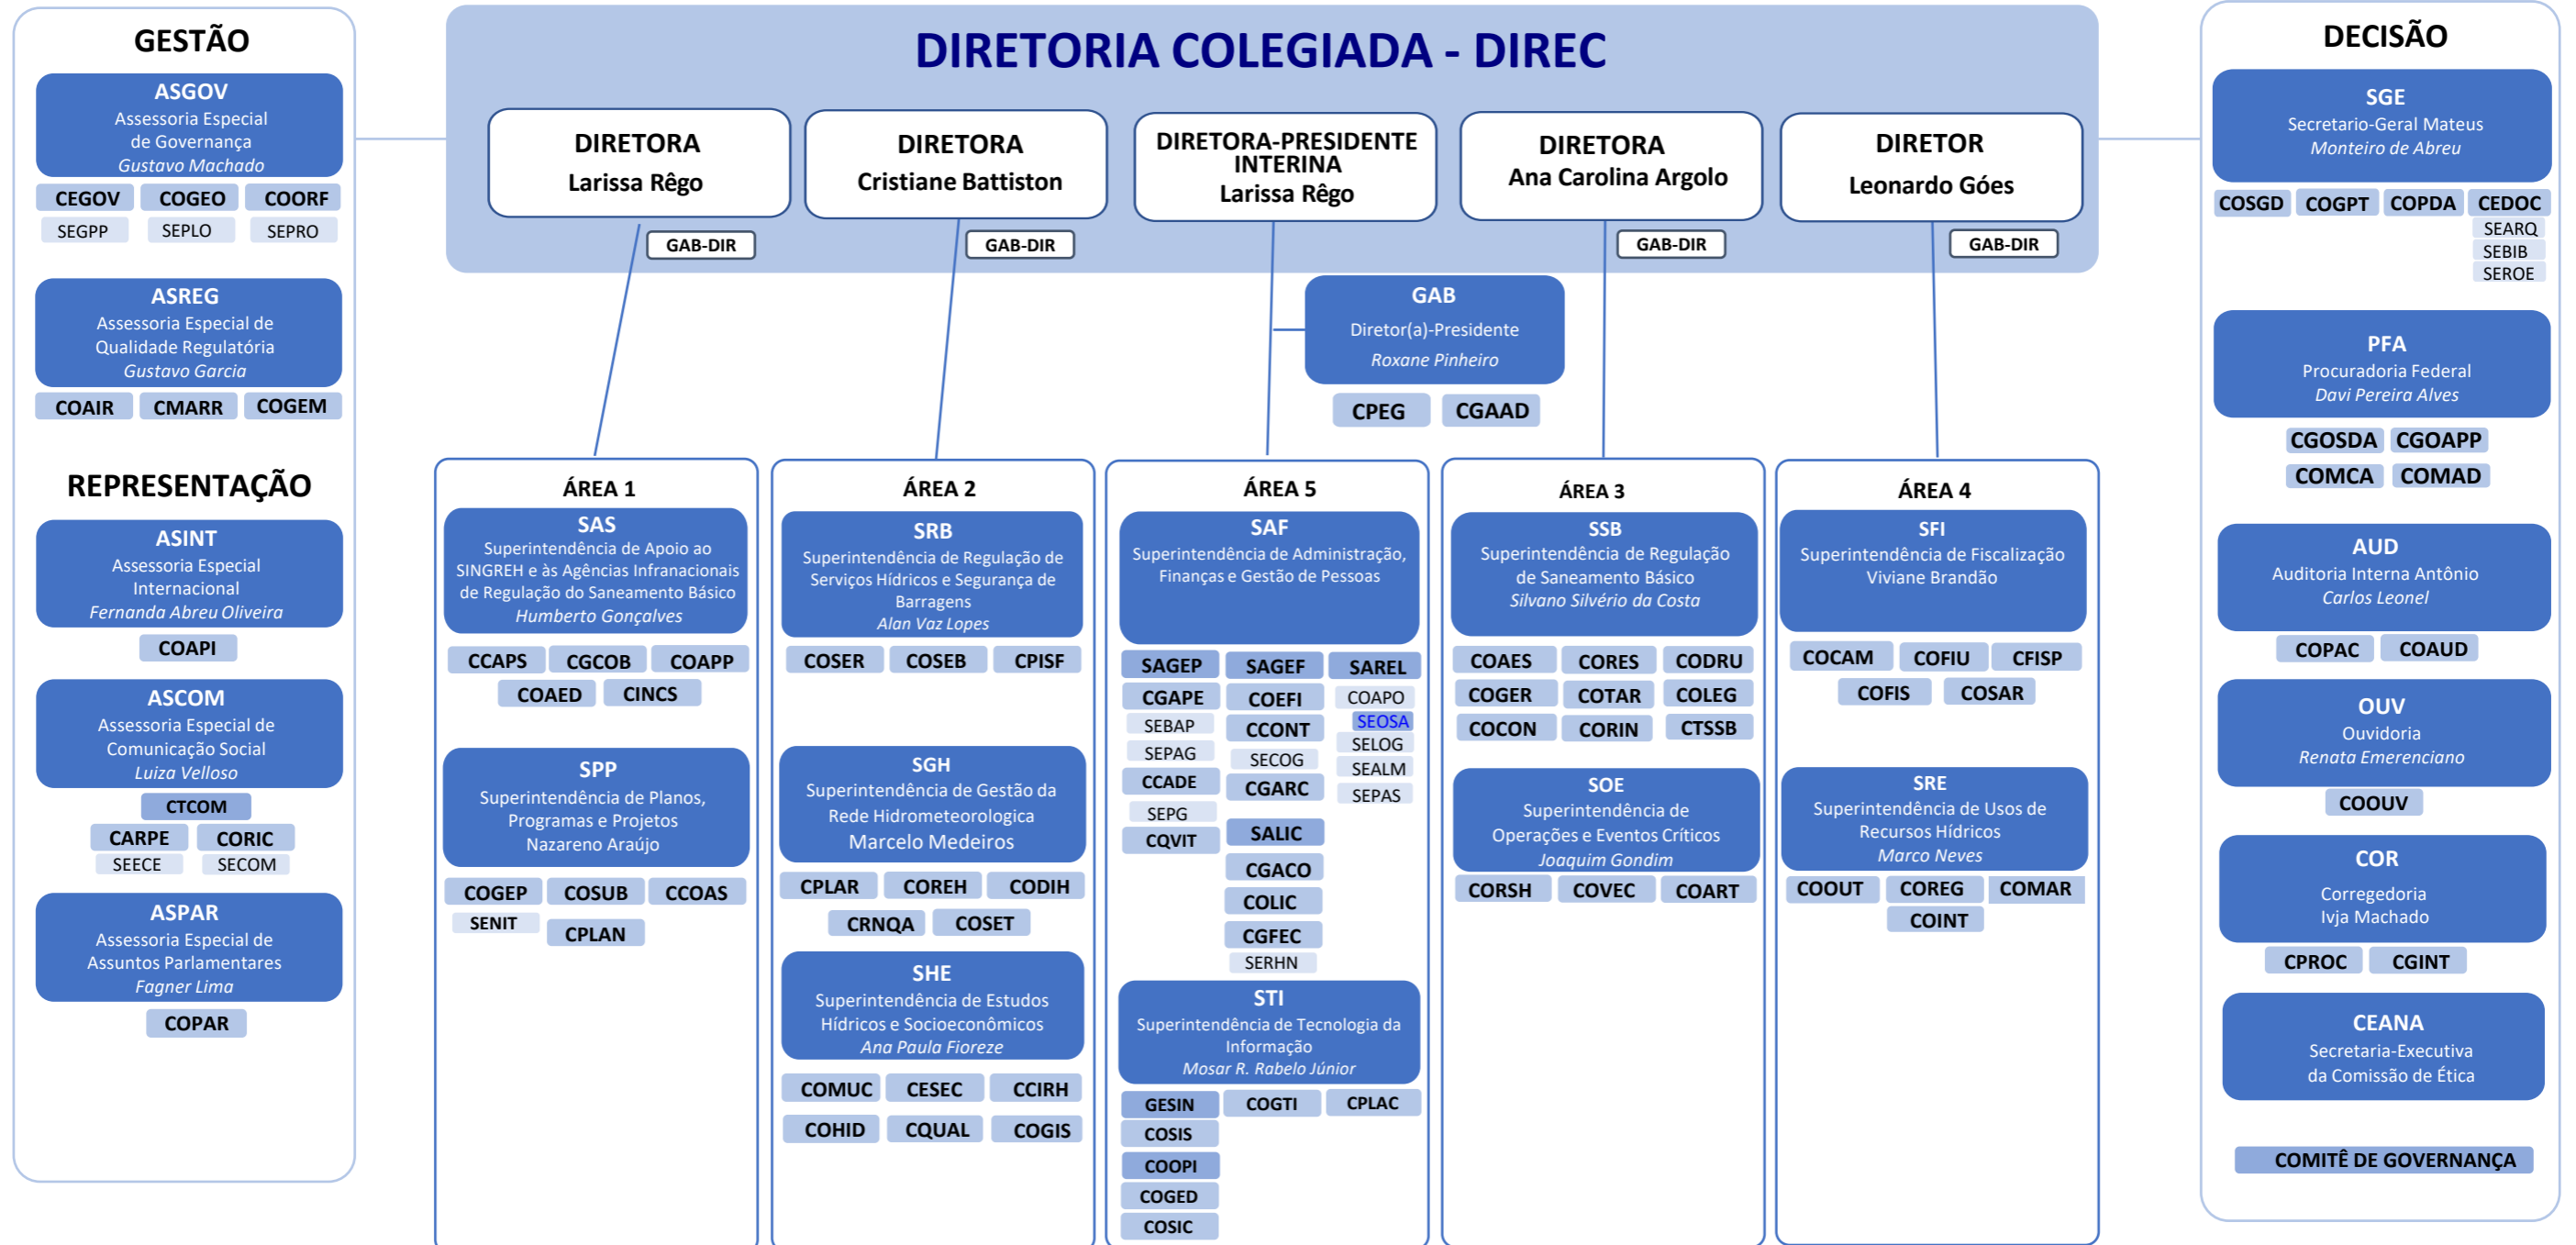 GESTÃO
ASGOV
Assessoria Especial
de Governança
Gustavo Machado
CEGOV COGEO COORF
SEGPP SEPLO SEPRO
ASREG
Assessoria Especial de
Qualidade Regulatória
Gustavo Garcia
COAIR CMARR COGEM
REPRESENTAÇÃO
ASINT
Assessoria Especial
Internacional
Fernanda Abreu Oliveira
COAPI
ASCOM
Assessoria Especial de
Comunicação Social
Luiza Velloso
CTCOM
CARPE CORIC
SEECE SECOM
ASPAR
Assessoria Especial de
Assuntos Parlamentares
Fagner Lima
COPAR
DIRETORIA COLEGIADA - DIREC
DIRETORA
Larissa Rêgo
GAB-DIR
DIRETORA
Cristiane Battiston
GAB-DIR
DIRETORA-PRESIDENTE
INTERINA
Larissa Rêgo
DIRETORA
Ana Carolina Argolo
GAB-DIR
DIRETOR
Leonardo Góes
GAB-DIR
GAB
Diretor(a)-Presidente
Roxane Pinheiro
CPEG CGAAD
ÁREA 1
SAS
Superintendência de Apoio ao
SINGREH e às Agências Infranacionais
de Regulação do Saneamento Básico
Humberto Gonçalves
CCAPS CGCOB COAPP
COAED CINCS
SPP
Superintendência de Planos,
Programas e Projetos
Nazareno Araújo
COGEP COSUB CCOAS
SENIT CPLAN
ÁREA 2
SRB
Superintendência de Regulação de
Serviços Hídricos e Segurança de
Barragens
Alan Vaz Lopes
COSER COSEB CPISF
SGH
Superintendência de Gestão da
Rede Hidrometeorologica
Marcelo Medeiros
CPLAR COREH CODIH
CRNQA COSET
SHE
Superintendência de Estudos
Hídricos e Socioeconômicos
Ana Paula Fioreze
COMUC CESEC CCIRH
COHID CQUAL COGIS
ÁREA 5
SAF
Superintendência de Administração,
Finanças e Gestão de Pessoas
SAGEP SAGEF SAREL
CGAPE COEFI COAPO
SEBAP CCONT SEOSA
SEPAG SECOG SELOG
CCADE CGARC SEALM
SEPG SEPAS
CQVIT SALIC
CGACO
COLIC
CGFEC
SERHN
STI
Superintendência de Tecnologia da
Informação
Mosar R. Rabelo Júnior
GESIN COGTI CPLAC
COSIS
COOPI
COGED
COSIC
ÁREA 3
SSB
Superintendência de Regulação
de Saneamento Básico
Silvano Silvério da Costa
COAES CORES CODRU
COGER COTAR COLEG
COCON CORIN CTSSB
SOE
Superintendência de
Operações e Eventos Críticos
Joaquim Gondim
CORSH COVEC COART
ÁREA 4
SFI
Superintendência de Fiscalização
Viviane Brandão
COCAM COFIU CFISP
COFIS COSAR
SRE
Superintendência de Usos de
Recursos Hídricos
Marco Neves
COOUT COREG COMAR
COINT
DECISÃO
SGE
Secretario-Geral Mateus
Monteiro de Abreu
COSGD COGPT COPDA CEDOC
SEARQ
SEBIB
SEROE
PFA
Procuradoria Federal
Davi Pereira Alves
CGOSDA CGOAPP
COMCA COMAD
AUD
Auditoria Interna Antônio
Carlos Leonel
COPAC COAUD
OUV
Ouvidoria
Renata Emerenciano
COOUV
COR
Corregedoria
Ivja Machado
CPROC CGINT
CEANA
Secretaria-Executiva
da Comissão de Ética
COMITÊ DE GOVERNANÇA